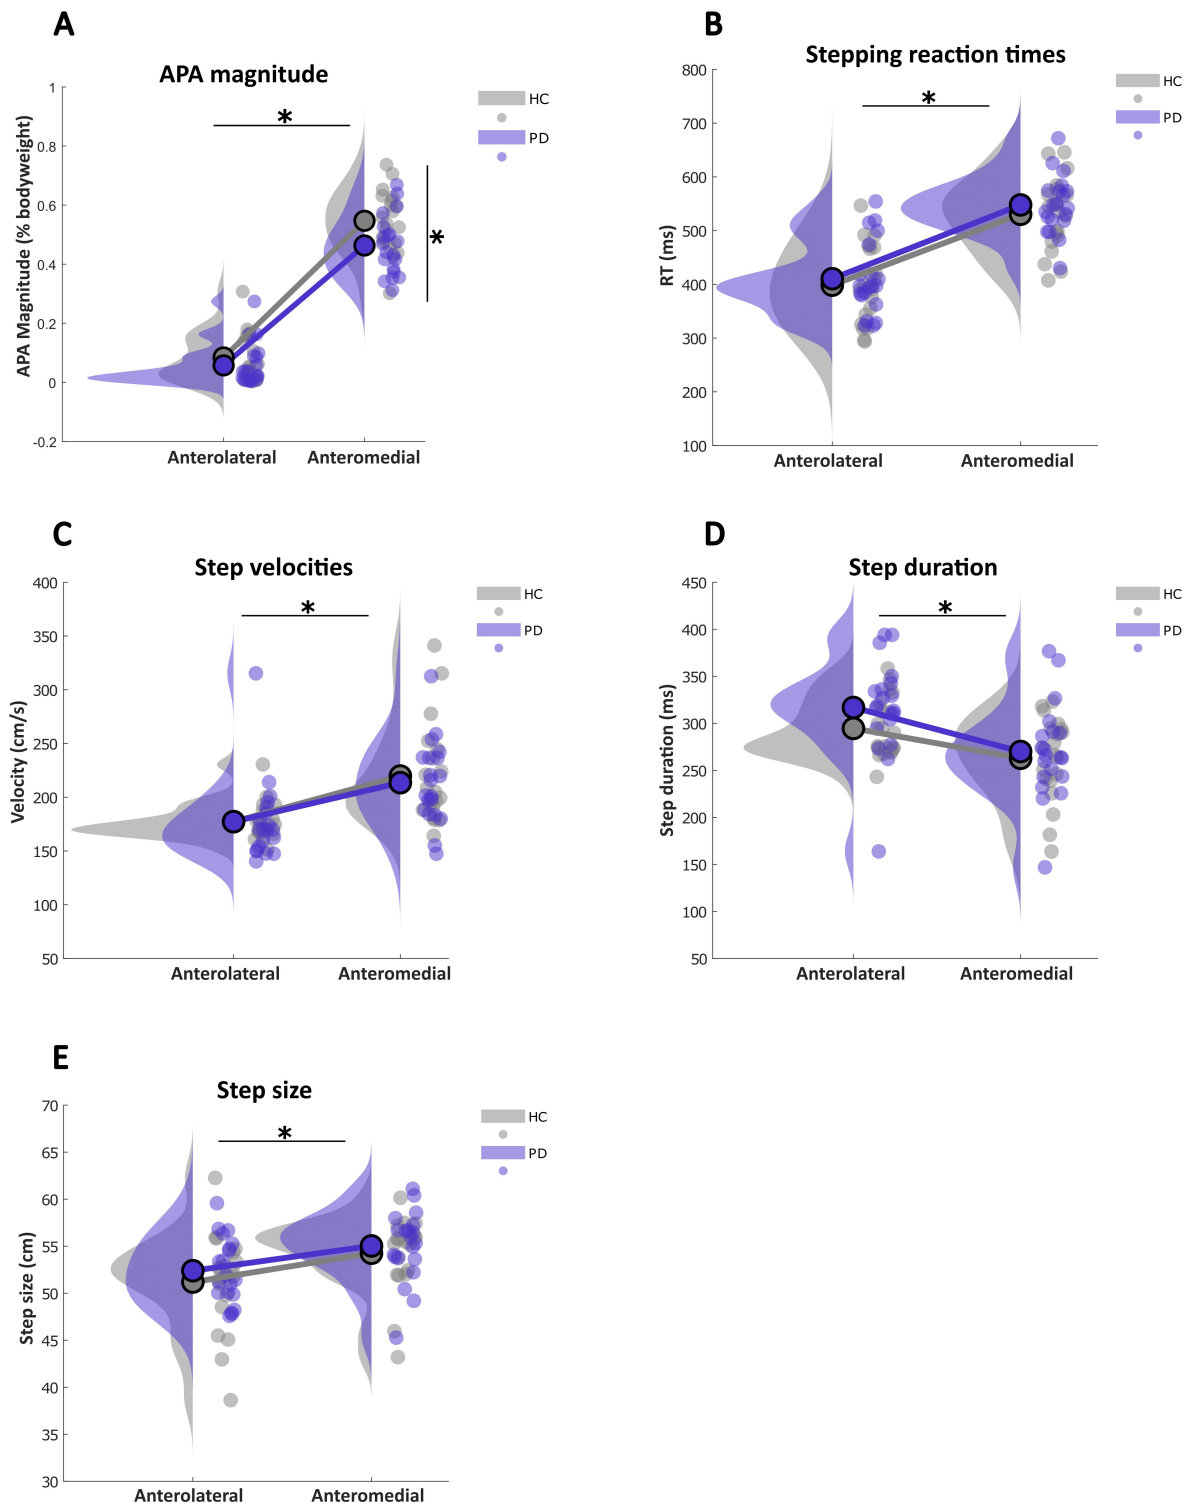 A
APA magnitude
APA Magnitude (% bodyweight)
1
0.8
0.6
0.4
0.2
0
-0.2
*
*
HC
PD
Anterolateral
Anteromedial
B
Stepping reaction times
RT (ms)
800
700
600
500
400
300
200
100
*
HC
PD
Anterolateral
Anteromedial
C
Step velocities
Velocity (cm/s)
400
350
300
250
200
150
100
50
*
HC
PD
Anterolateral
Anteromedial
D
Step duration
Step duration (ms)
450
400
350
300
250
200
150
100
50
*
HC
PD
Anterolateral
Anteromedial
E
Step size
Step size (cm)
70
65
60
55
50
45
40
35
30
*
HC
PD
Anterolateral
Anteromedial